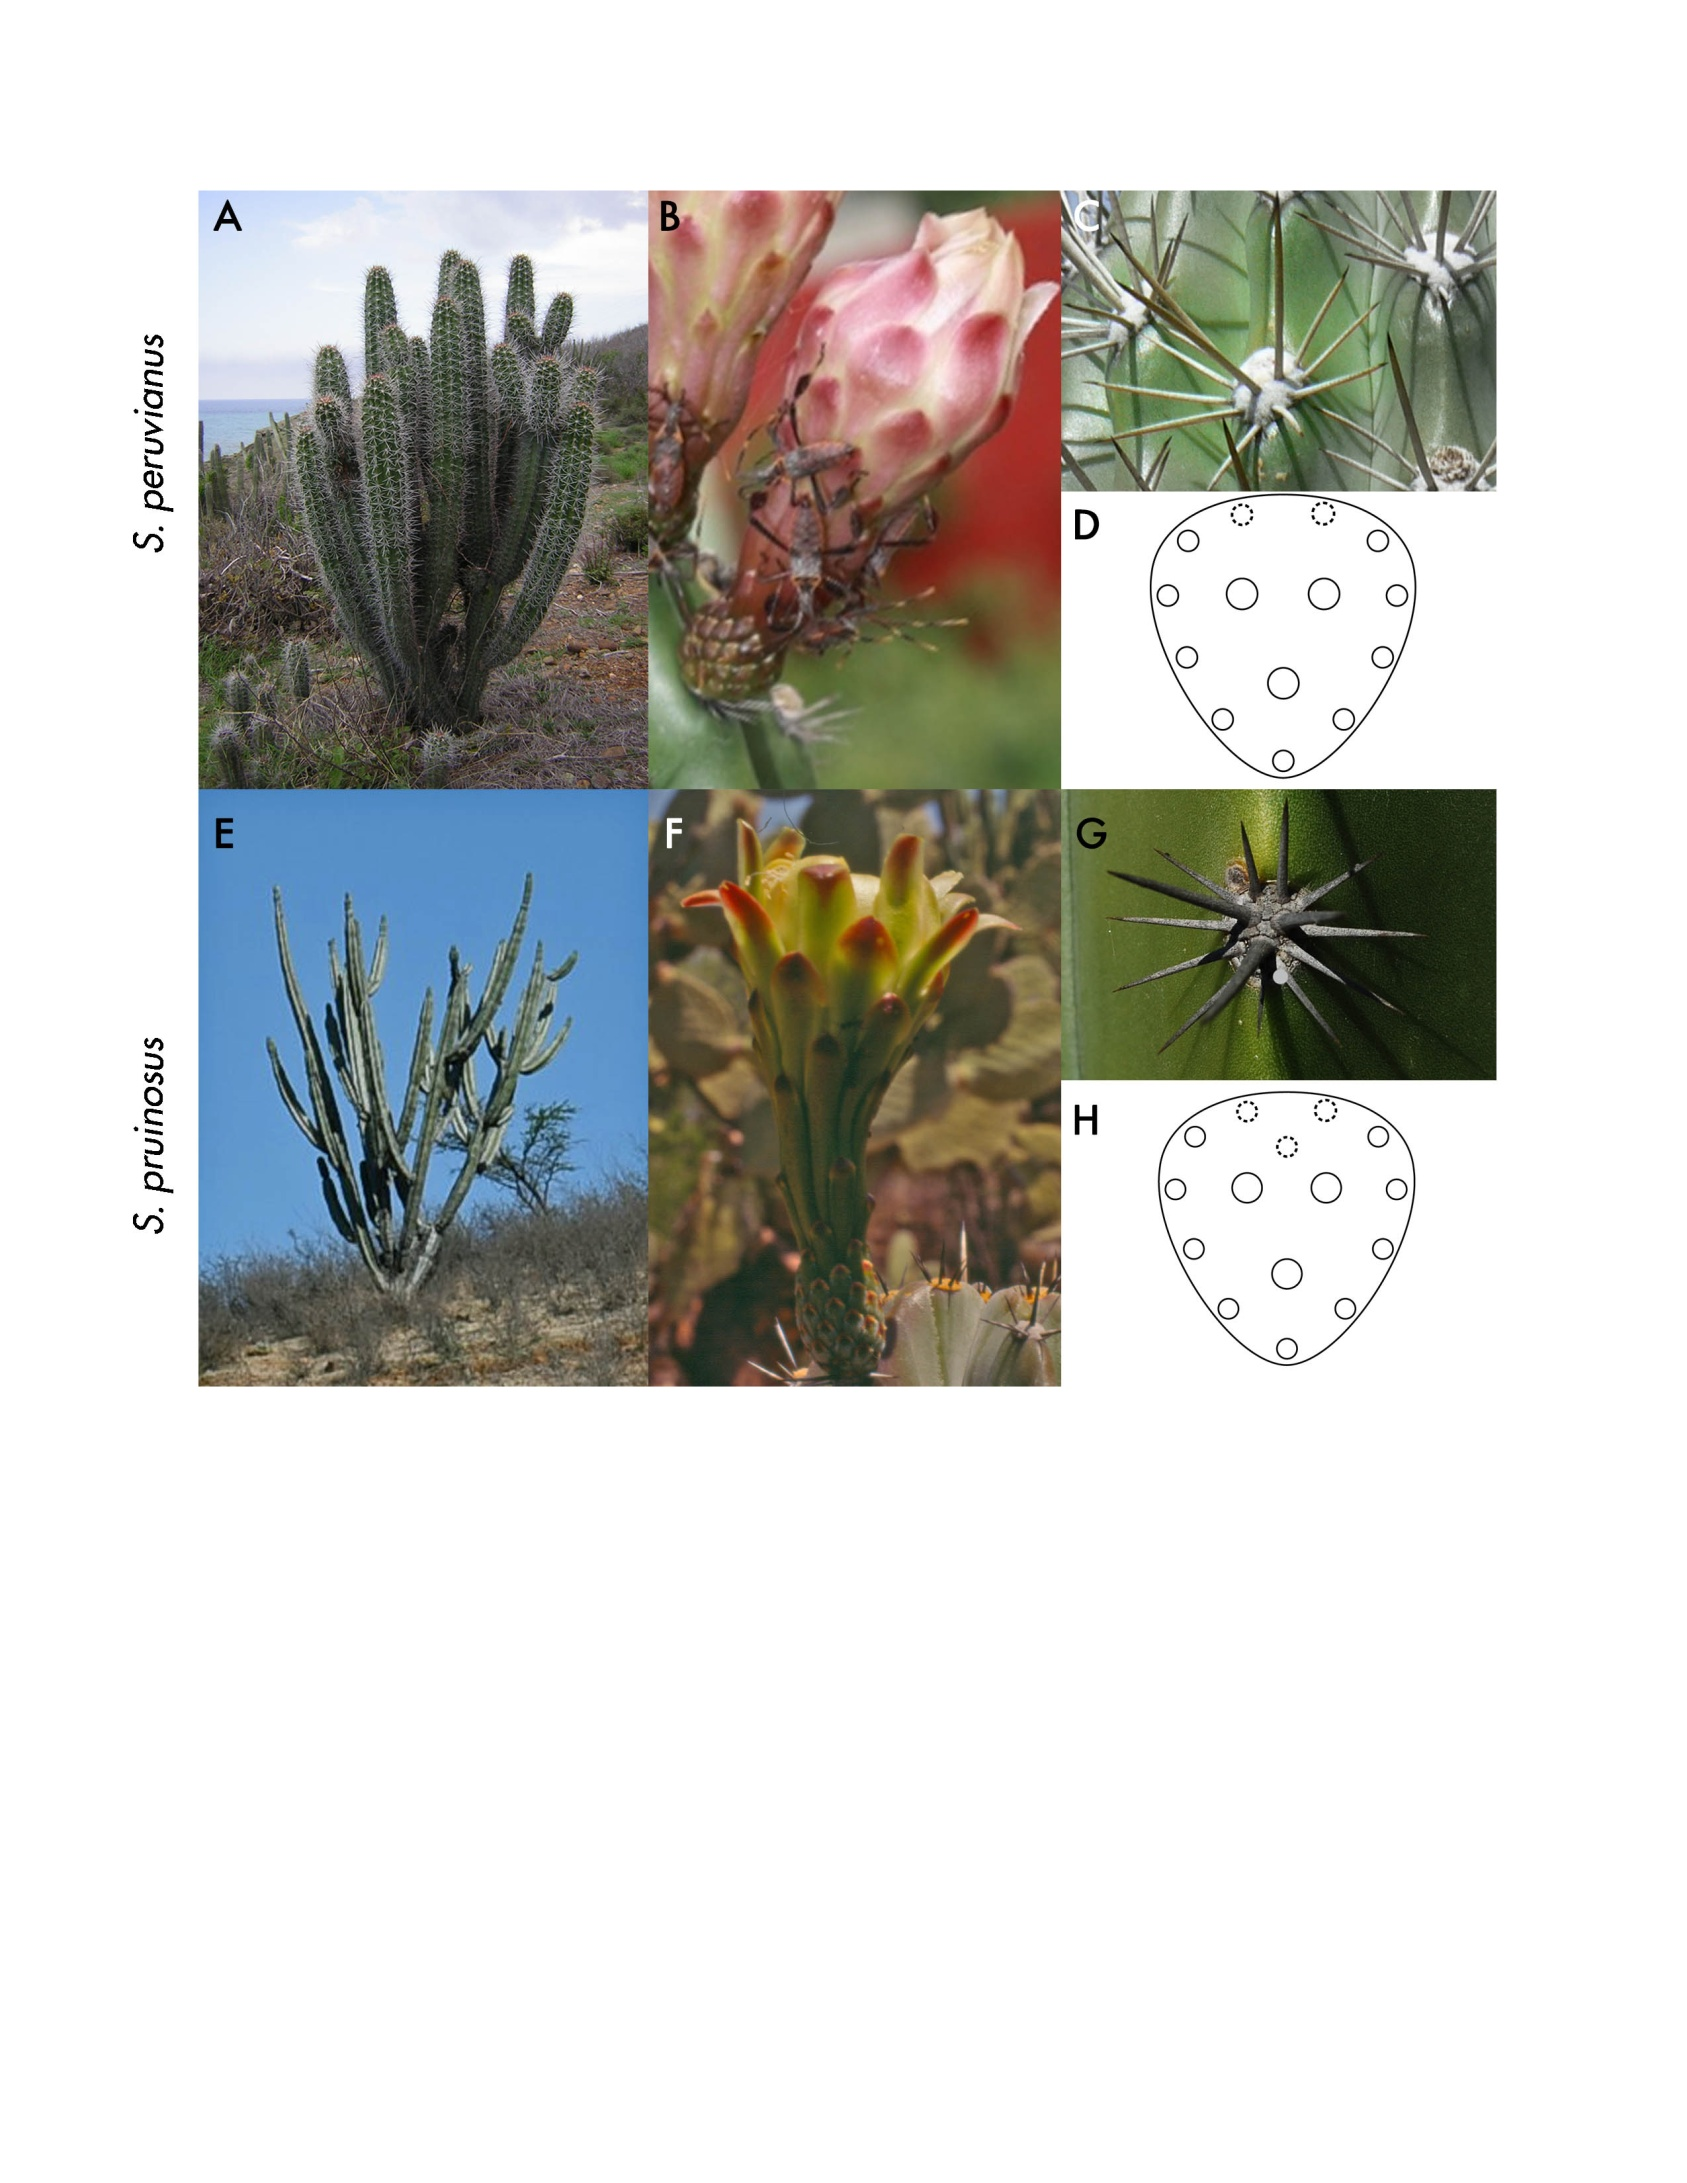 S. peruvianus
A
B
C
D
S. pruinosus
E
F
G
H